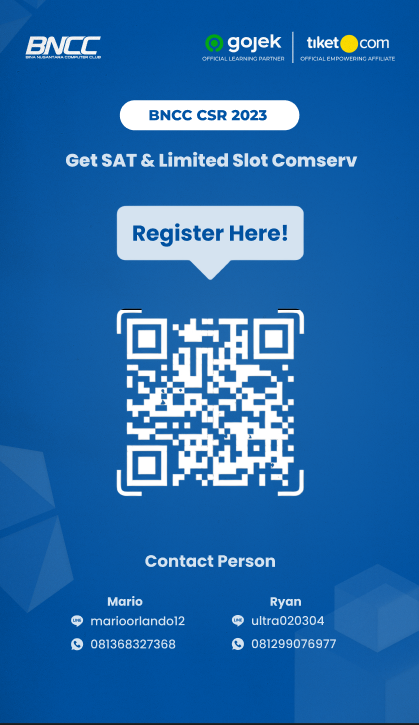 BNCC
BINA NUSANTARA COMPUTER CLUB
gojek
OFFICIAL LEARNING PARTNER
tiket.com
OFFICIAL EMPOWERING AFFILIATE
BNCC CSR 2023
Get SAT & Limited Slot Comserv
Register Here!
Contact Person
Mario
LINE marioorlando12
081368327368
Ryan
LINE ultra020304
081299076977